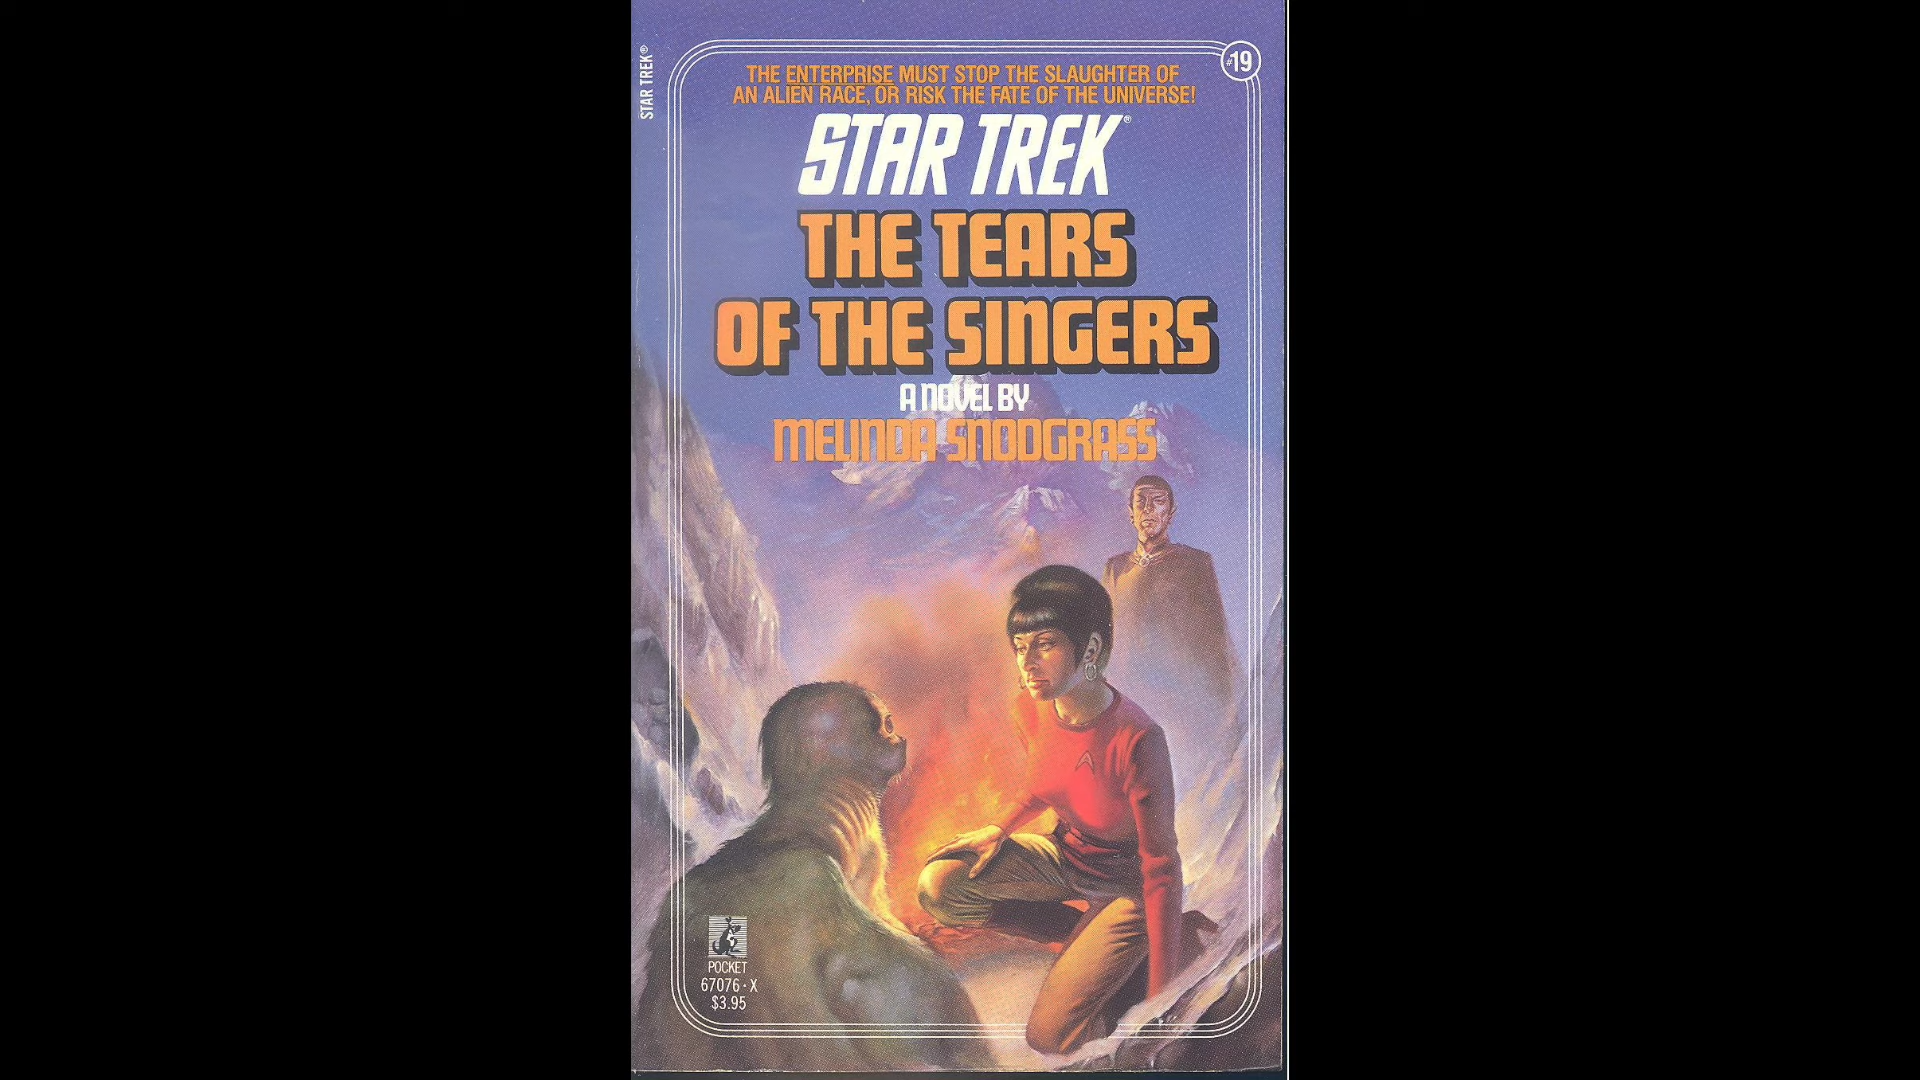 STAR TREK®
#19
THE ENTERPRISE MUST STOP THE SLAUGHTER OF
AN ALIEN RACE, OR RISK THE FATE OF THE UNIVERSE!
STAR TREK®
THE TEARS
OF THE SINGERS
A NOVEL BY
MELINDA SNODGRASS
POCKET
67076-X
$3.95